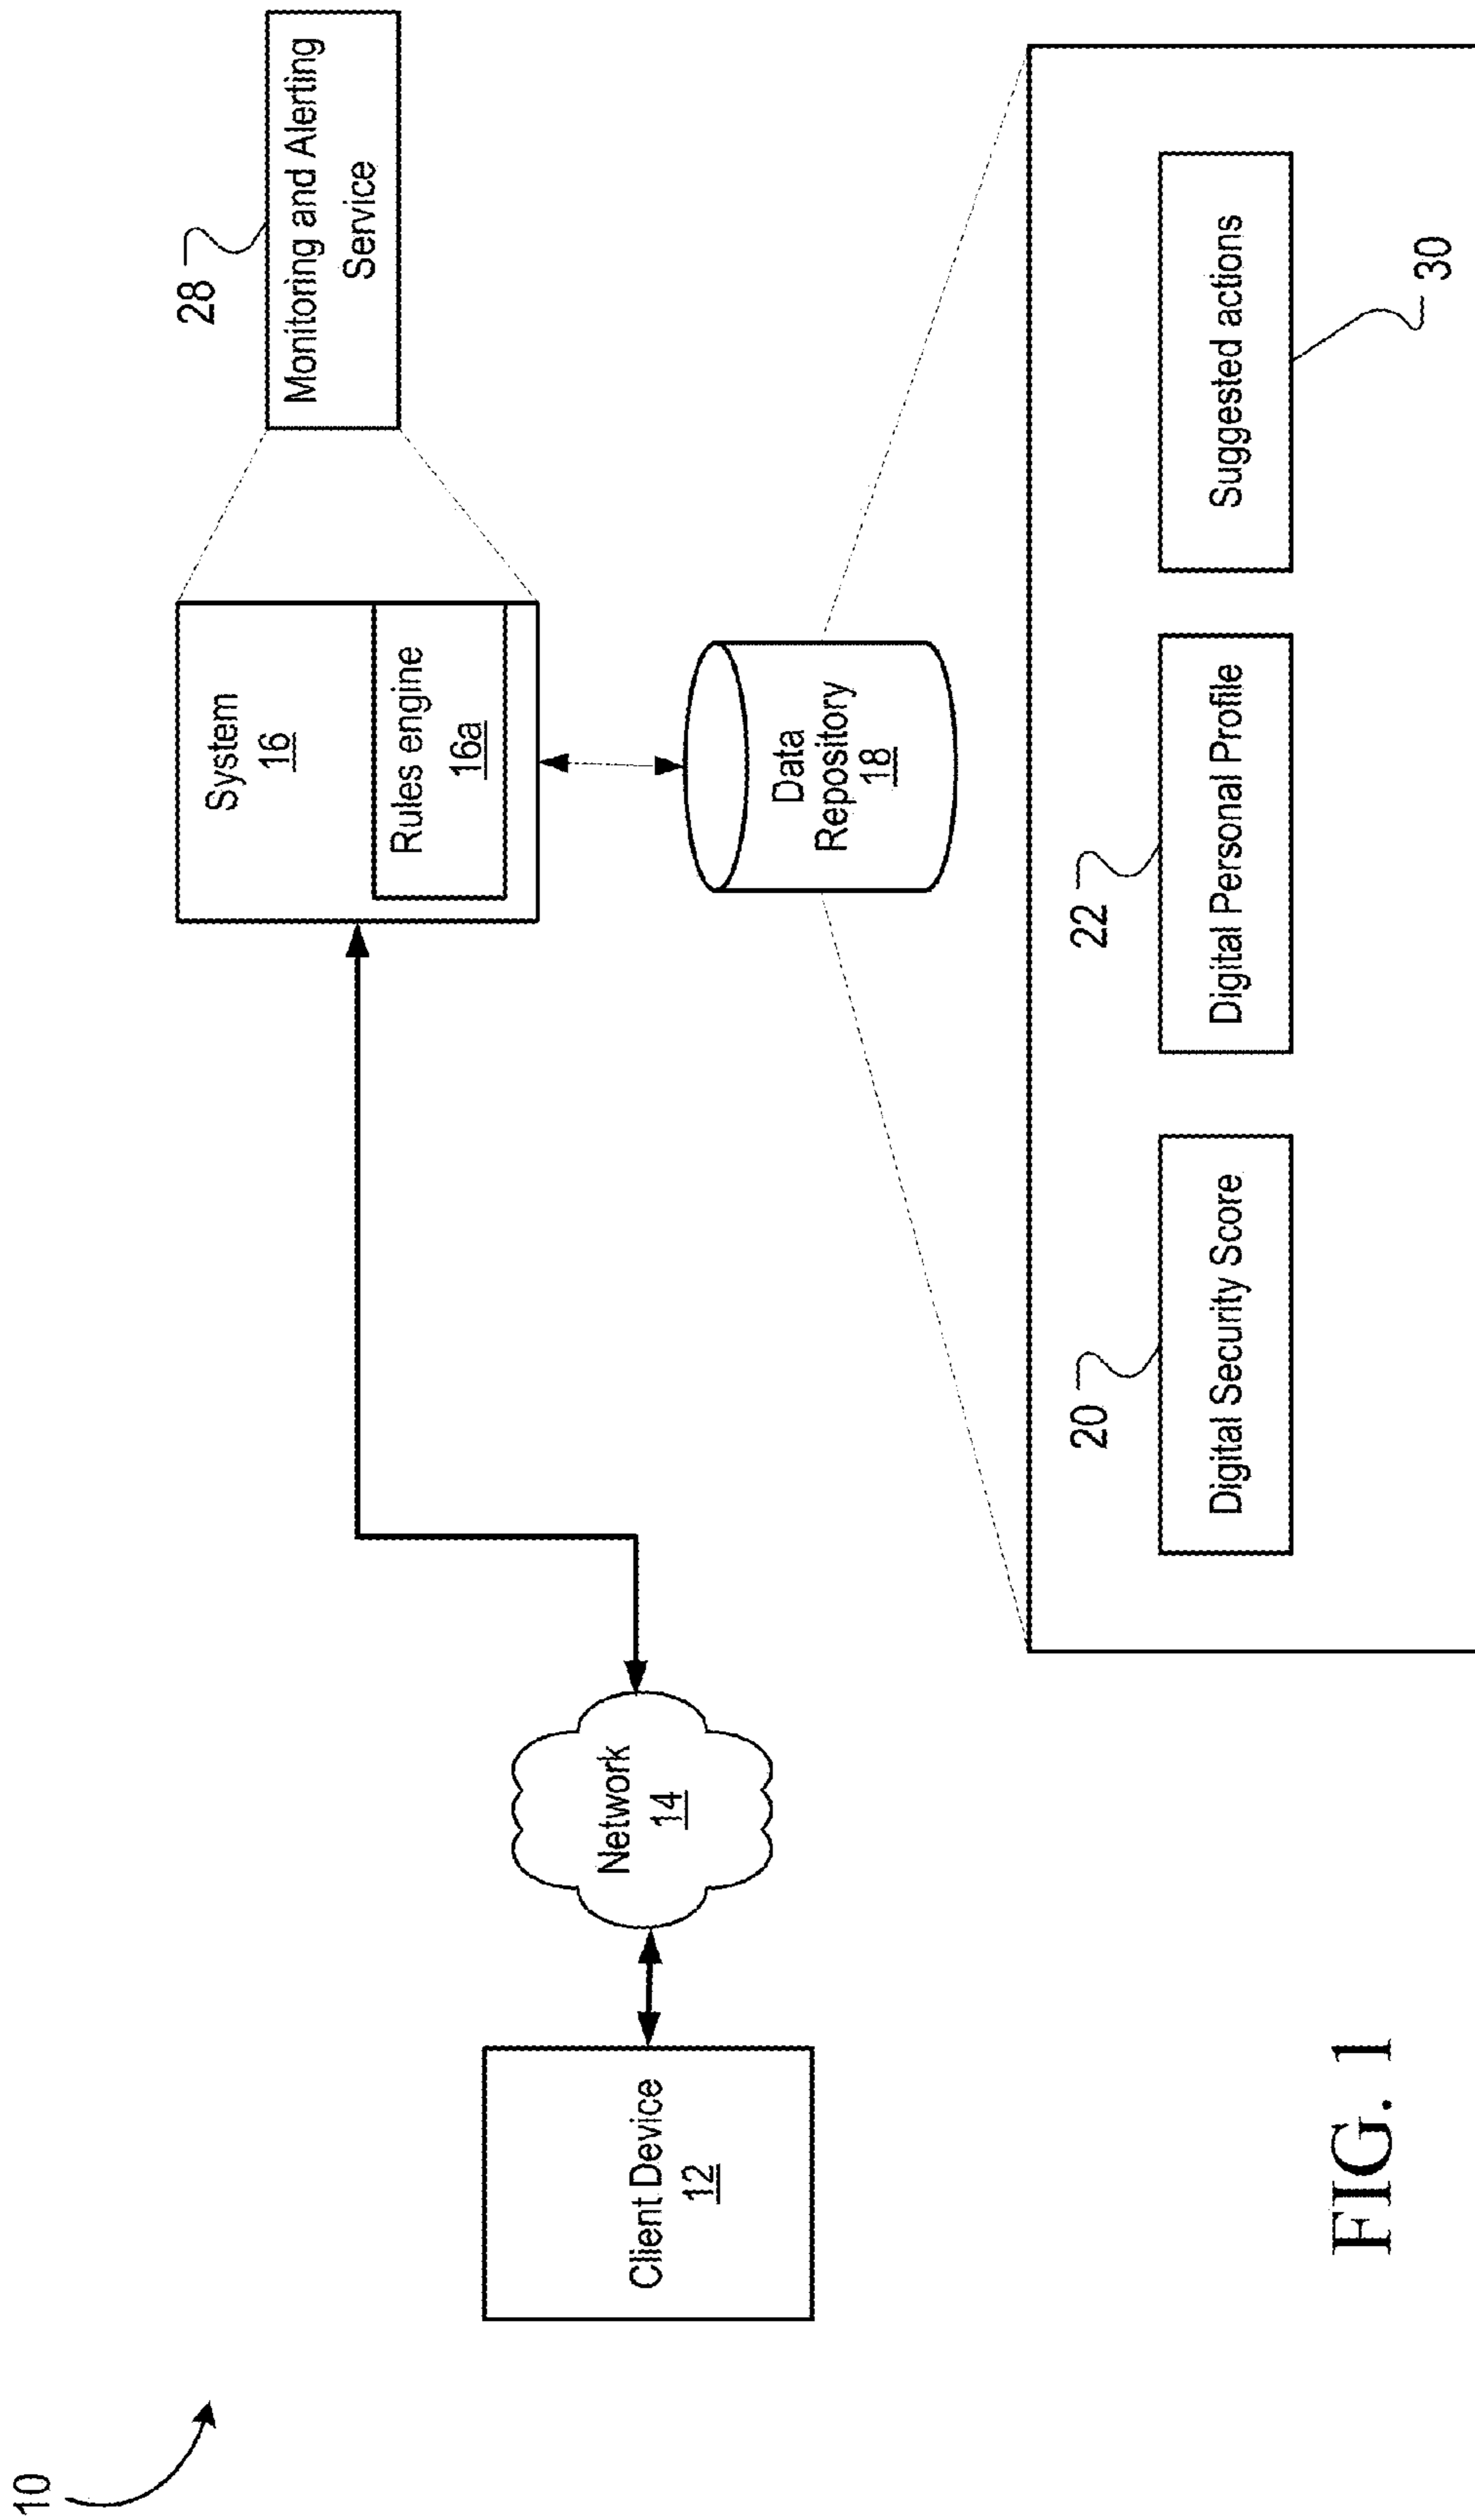 10
Client Device
12
Network
14
System
16
Rules engine
16a
28
Monitoring and Alerting
Service
Data
Repository
18
20
Digital Security Score
22
Digital Personal Profile
Suggested actions
30
FIG. 1